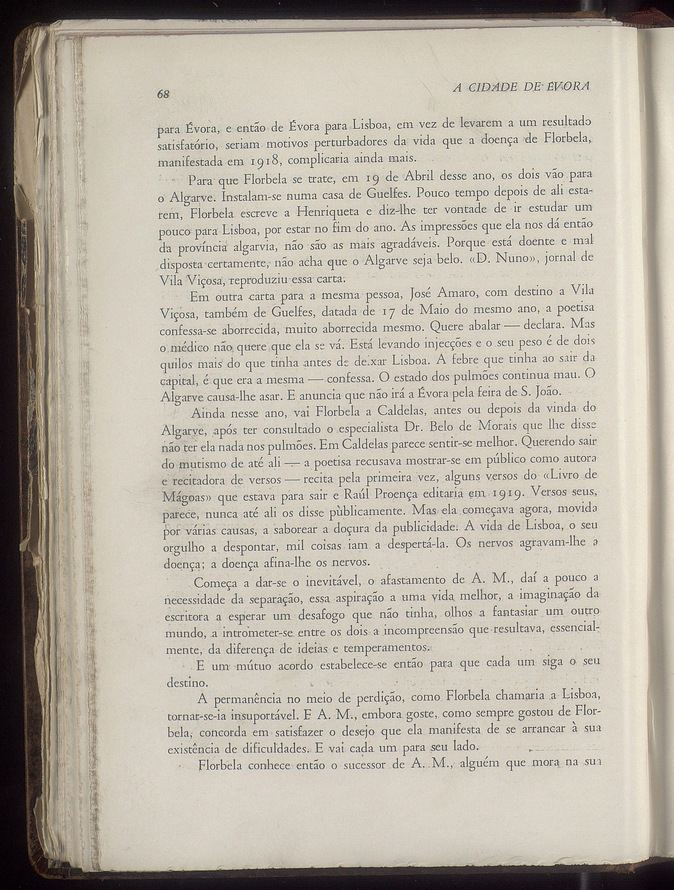 68
A CIDADE DE ÉVORA
para Évora, e então de Évora para Lisboa, em vez de levarem a um resultado
satisfatório, seriam motivos perturbadores da vida que a doença de Florbela,
manifestada em 1918, complicaria ainda mais.
Para que Florbela se trate, em 19 de Abril desse ano, os dois vão para
o Algarve. Instalam-se numa casa de Guelfes. Pouco tempo depois de ali esta-
rem, Florbela escreve a Henriqueta e diz-lhe ter vontade de ir estudar um
pouco para Lisboa, por estar no fim do ano. As impressões que ela nos dá então
da província algarvia, não são as mais agradáveis. Porque está doente e mal
disposta certamente, não acha que o Algarve seja belo. «D. Nuno», jornal de
Vila Viçosa, reproduziu essa carta.
Em outra carta para a mesma pessoa, José Amaro, com destino a Vila
Viçosa, também de Guelfes, datada de 17 de Maio do mesmo ano, a poetisa
confessa-se aborrecida, muito aborrecida mesmo. Quere abalar — declara. Mas
o médico não quere que ela se vá. Está levando injecções e o seu peso é de dois
quilos mais do que tinha antes de deixar Lisboa. A febre que tinha ao sair da
capital, é que era a mesma — confessa. O estado dos pulmões continua mau. O
Algarve causa-lhe asar. E anuncia que não irá a Évora pela feira de S. João.
Ainda nesse ano, vai Florbela a Caldelas, antes ou depois da vinda do
Algarve, após ter consultado o especialista Dr. Belo de Morais que lhe disse
não ter ela nada nos pulmões. Em Caldelas parece sentir-se melhor. Querendo sair
do mutismo de até ali — a poetisa recusava mostrar-se em público como autora
e recitadora de versos — recita pela primeira vez, alguns versos do «Livro de
Mágoas» que estava para sair e Raúl Proença editaria em 1919. Versos seus,
parece, nunca até ali os disse pùblicamente. Mas ela começava agora, movida
por várias causas, a saborear a doçura da publicidade. A vida de Lisboa, o seu
orgulho a despontar, mil coisas iam a despertá-la. Os nervos agravam-lhe a
doença; a doença afina-lhe os nervos.
Começa a dar-se o inevitável, o afastamento de A. M., daí a pouco a
necessidade da separação, essa aspiração a uma vida melhor, a imaginação da
escritora a esperar um desafogo que não tinha, olhos a fantasiar um outro
mundo, a intrometer-se entre os dois a incompreensão que resultava, essencial-
mente, da diferença de ideias e temperamentos.
E um mútuo acordo estabelece-se então para que cada um siga o seu
destino.
A permanência no meio de perdição, como Florbela chamaria a Lisboa,
tornar-se-ia insuportável. E A. M., embora goste, como sempre gostou de Flor-
bela, concorda em satisfazer o desejo que ela manifesta de se arrancar à sua
existência de dificuldades. E vai cada um para seu lado.
Florbela conhece então o sucessor de A. M., alguém que mora na sua